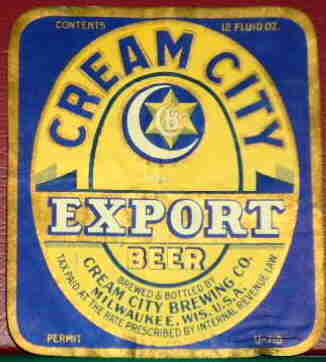 CONTENTS 12 FLUID OZ.
CREAM CITY
EXPORT
BEER
BREWED & BOTTLED BY
CREAM CITY BREWING CO.
MILWAUKEE, WIS., U.S.A.
TAX PAID AT THE RATE PRESCRIBED BY INTERNAL REVENUE LAW
PERMIT